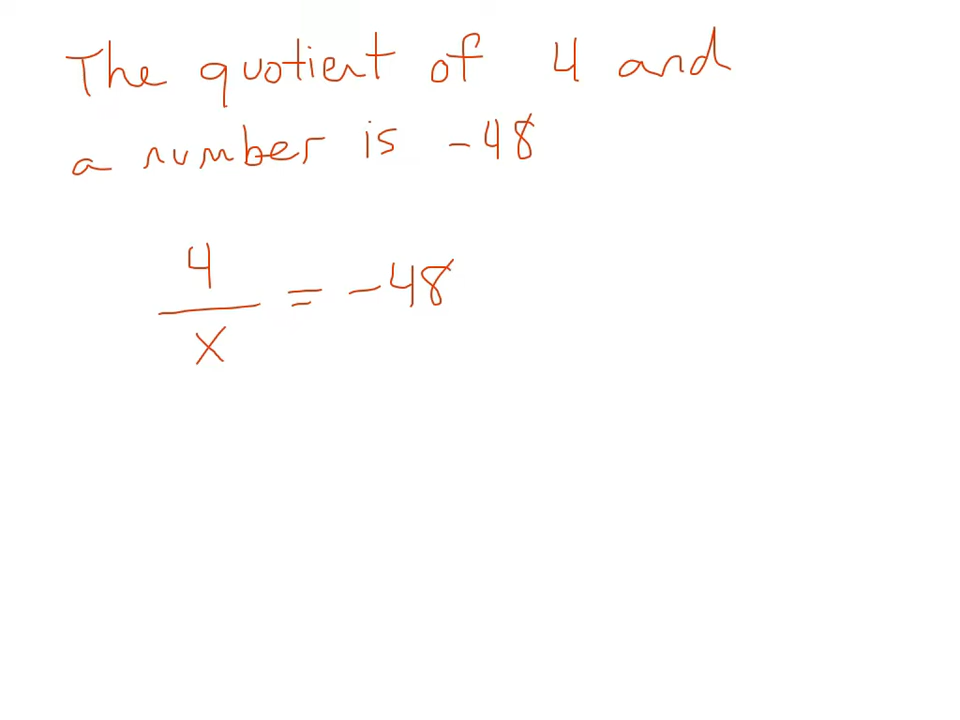 The quotient of 4 and
a number is -48
4
x
= -48